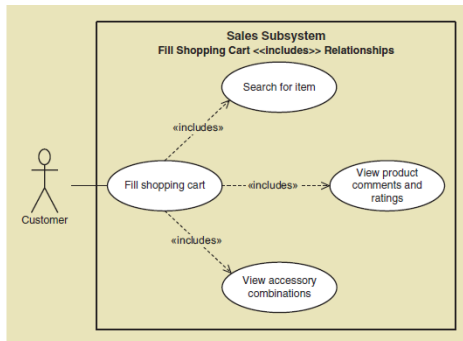 Sales Subsystem
Fill Shopping Cart <<Includes>> Relationships
Search for item
«includes»
Fill shopping cart
«includes»
View product
comments and
ratings
Customer
«includes»
View accessory
combinations